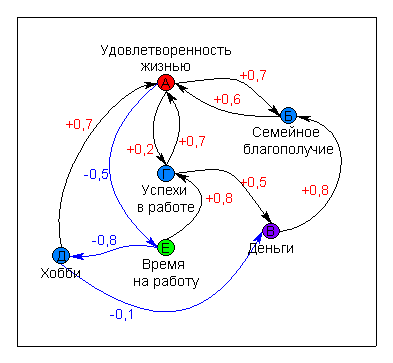 Удовлетворенность
жизнью
А
+0,7
+0,6
Б
Семейное
благополучие
+0,7
+0,2
+0,7
-0,5
Г
Успехи
в работе
+0,5
+0,8
+0,8
В
Деньги
-0,8
Е
Время
на работу
Д
Хобби
-0,1